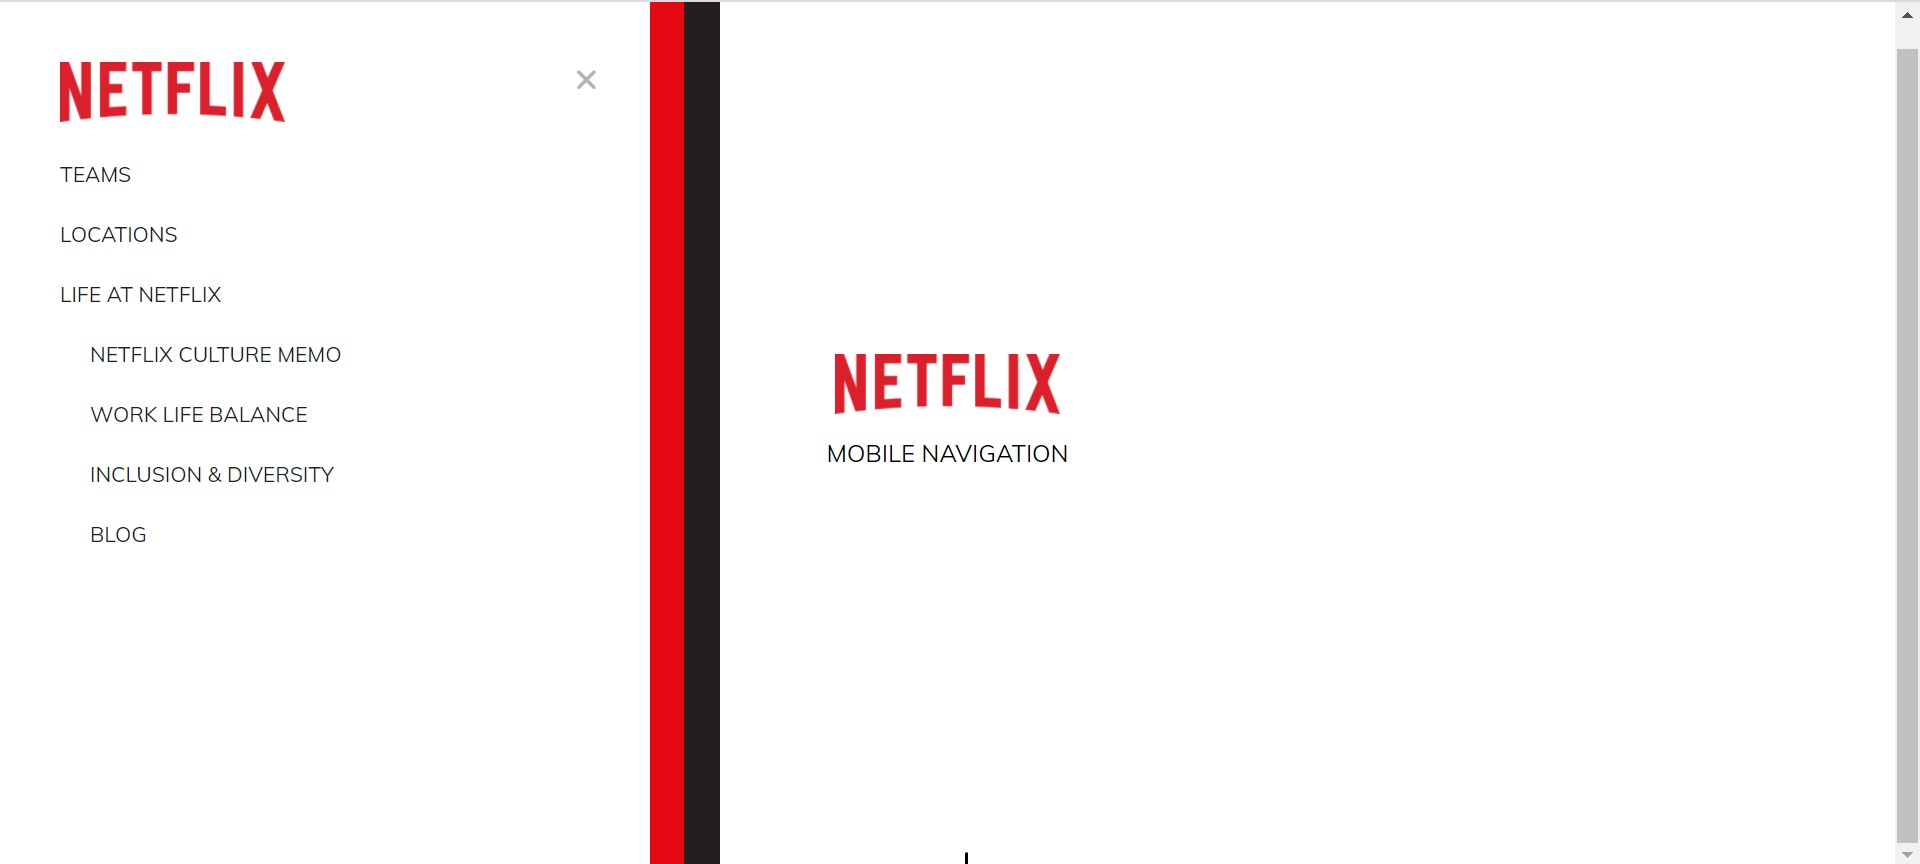 NETFLIX
TEAMS
LOCATIONS
LIFE AT NETFLIX
NETFLIX CULTURE MEMO
WORK LIFE BALANCE
INCLUSION & DIVERSITY
BLOG
NETFLIX
MOBILE NAVIGATION